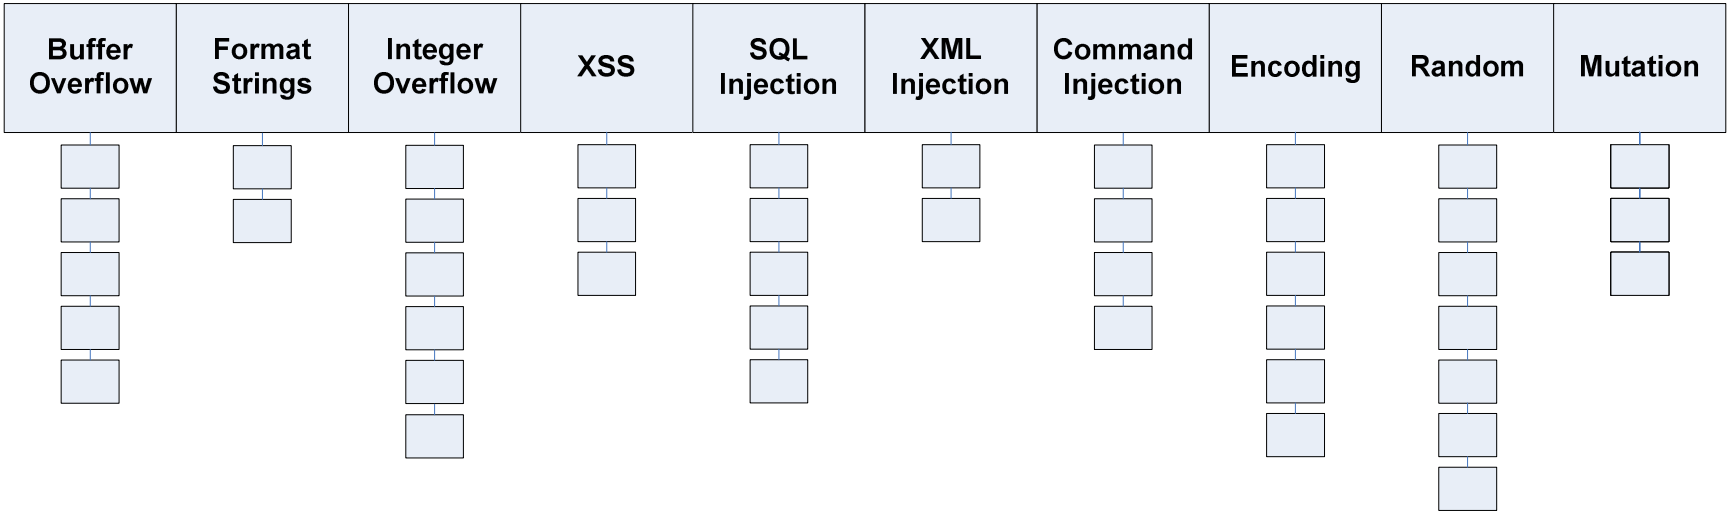 Buffer
Overflow
Format
Strings
Integer
Overflow
XSS
SQL
Injection
XML
Injection
Command
Injection
Encoding
Random
Mutation